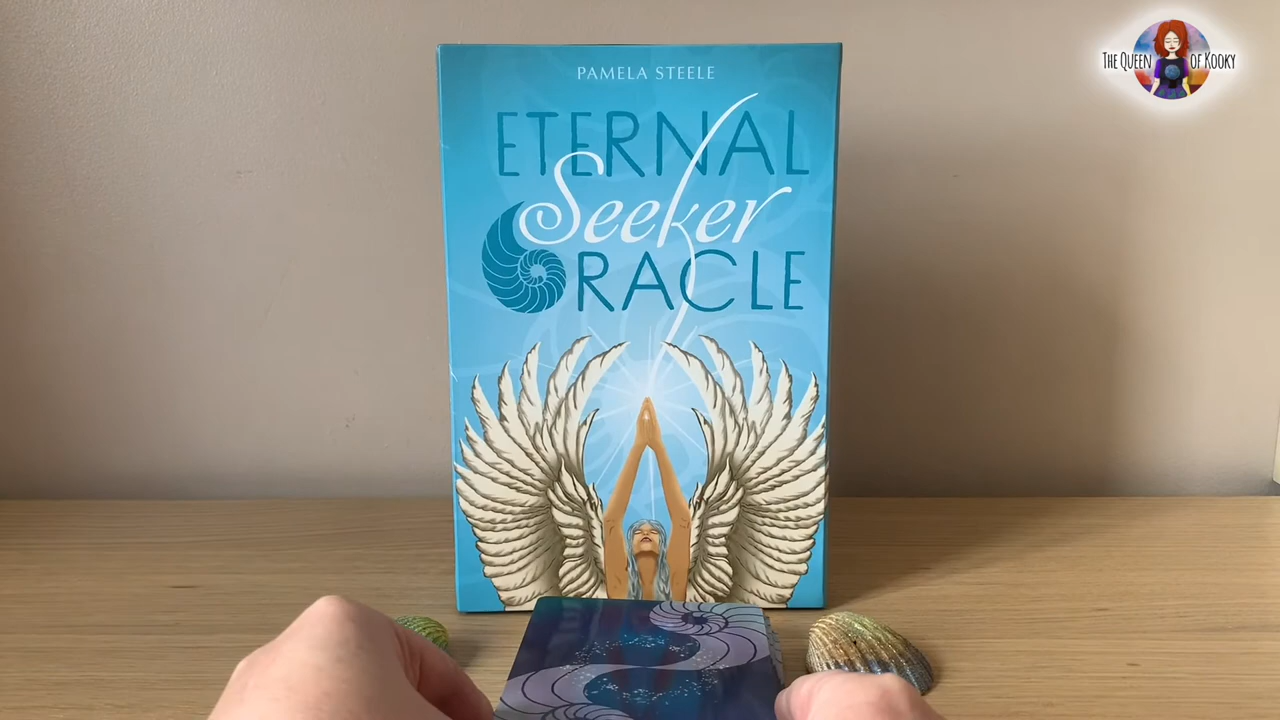 PAMELA STEELE
ETERNAL
Seeker
ORACLE
THE QUEEN OF KOOKY